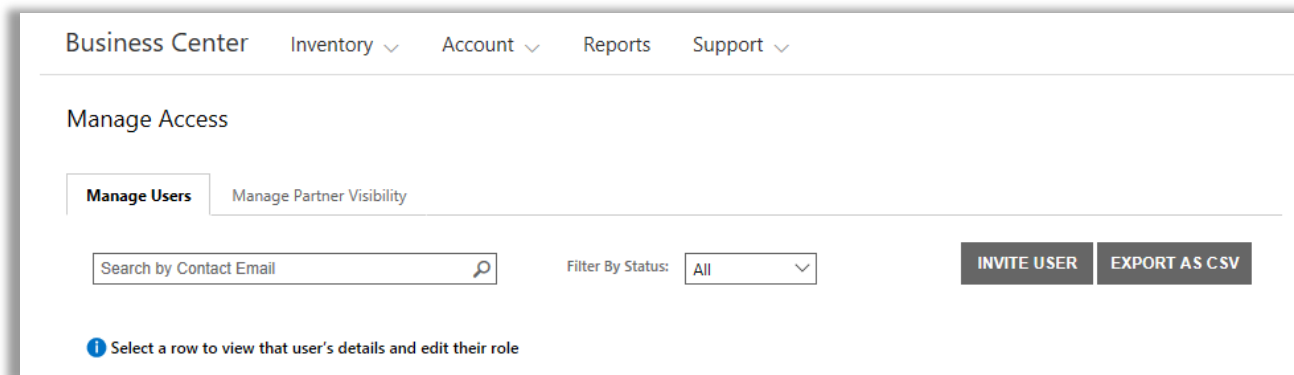 Business Center Inventory Account Reports Support
Manage Access
Manage Users Manage Partner Visibility
Search by Contact Email Filter By Status: All INVITE USER EXPORT AS CSV
Select a row to view that user's details and edit their role